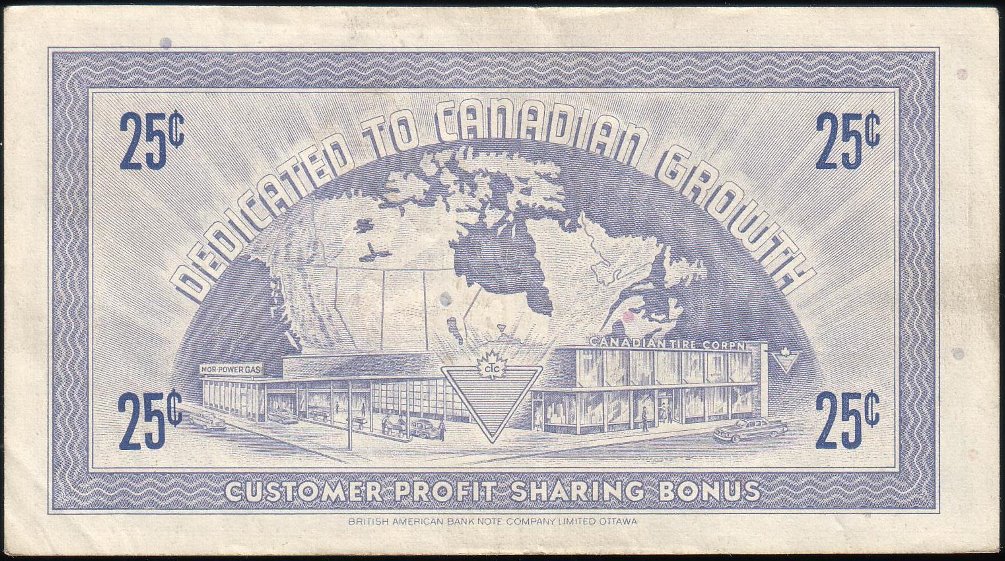 DEDICATED TO CANADIAN GROWTH
25¢
25¢
CANADIAN TIRE CORPN
MOR-POWER GAS
CTC
25¢
25¢
CUSTOMER PROFIT SHARING BONUS
BRITISH AMERICAN BANK NOTE COMPANY LIMITED OTTAWA